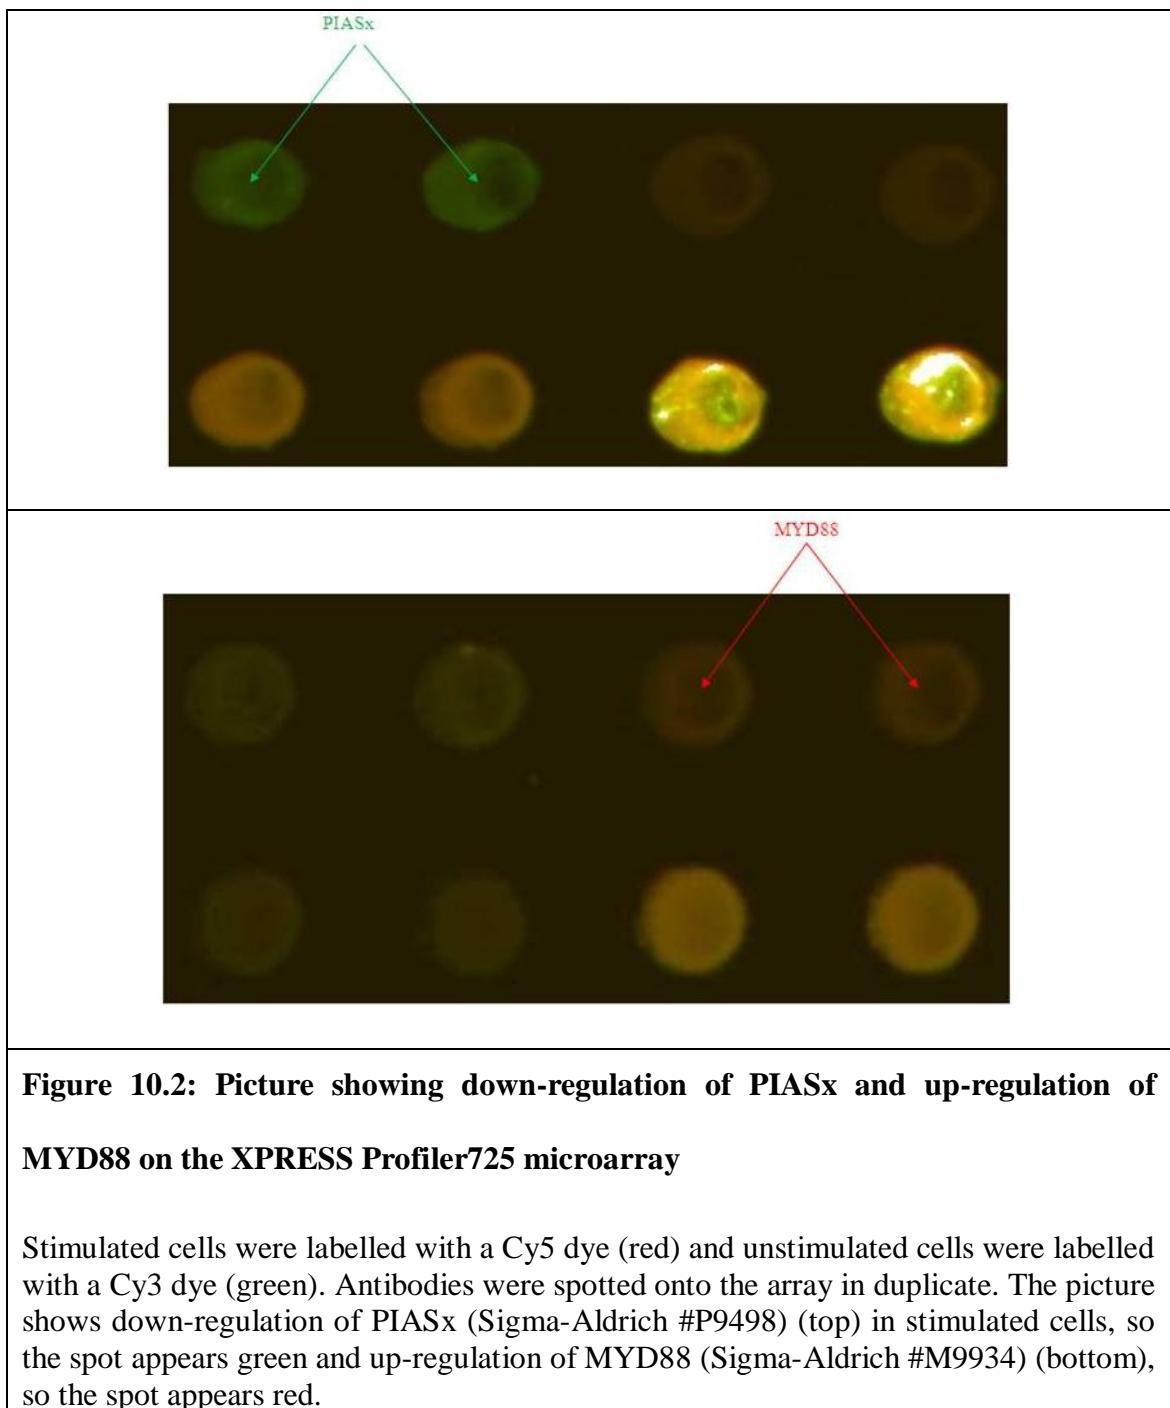 PIASx
MYD88
Figure 10.2: Picture showing down-regulation of PIASx and up-regulation of
MYD88 on the XPRESS Profiler725 microarray
Stimulated cells were labelled with a Cy5 dye (red) and unstimulated cells were labelled
with a Cy3 dye (green). Antibodies were spotted onto the array in duplicate. The picture
shows down-regulation of PIASx (Sigma-Aldrich #P9498) (top) in stimulated cells, so
the spot appears green and up-regulation of MYD88 (Sigma-Aldrich #M9934) (bottom),
so the spot appears red.